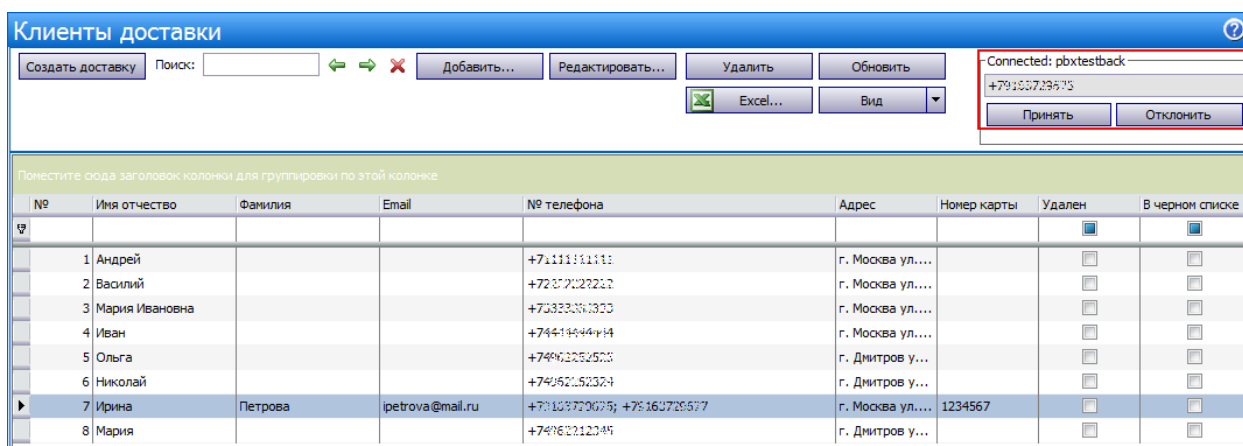 Клиенты доставки
Создать доставку Поиск: Добавить... Редактировать... Удалить Обновить
Connected: pbxtestback
Excel... Вид
Принять Отклонить
Поместите сюда заголовок колонки для группировки по этой колонке
№ Имя отчество Фамилия Email № телефона Адрес Номер карты Удален В черном списке
1 Андрей г. Москва ул....
2 Василий г. Москва ул....
3 Мария Ивановна г. Москва ул....
4 Иван г. Москва ул....
5 Ольга г. Дмитров у...
6 Николай г. Дмитров у...
7 Ирина Петрова ipetrova@mail.ru г. Москва ул.... 1234567
8 Мария г. Дмитров у...